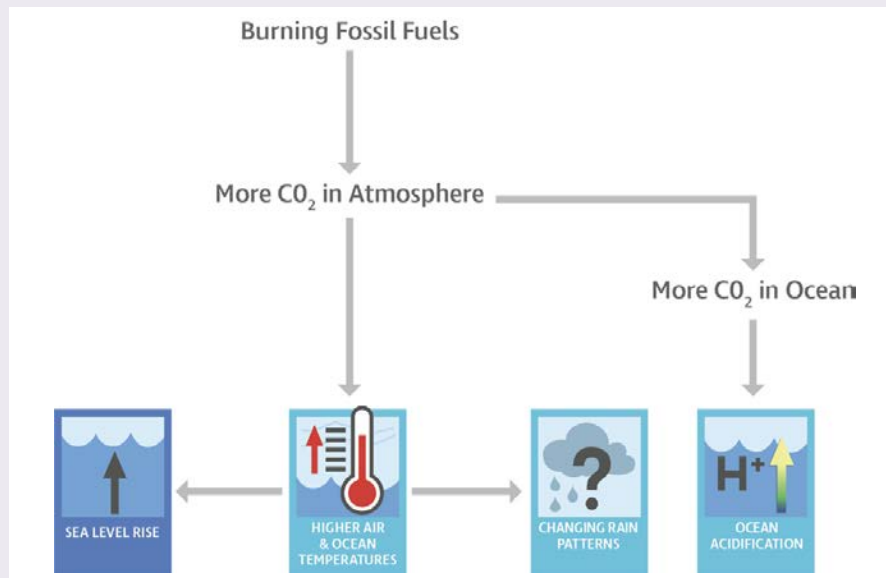 Burning Fossil Fuels
More C0₂ in Atmosphere
More C0₂ in Ocean
?
H⁺
SEA LEVEL RISE
HIGHER AIR
& OCEAN
TEMPERATURES
CHANGING RAIN
PATTERNS
OCEAN
ACIDIFICATION